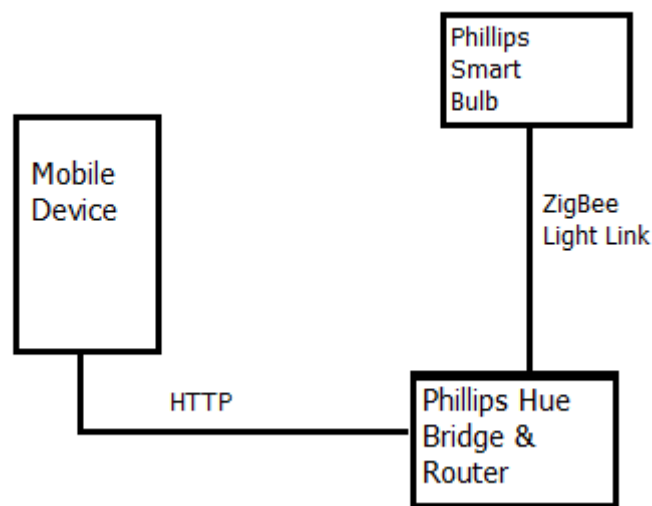 Phillips
Smart
Bulb
Mobile
Device
ZigBee
Light Link
HTTP
Phillips Hue
Bridge &
Router